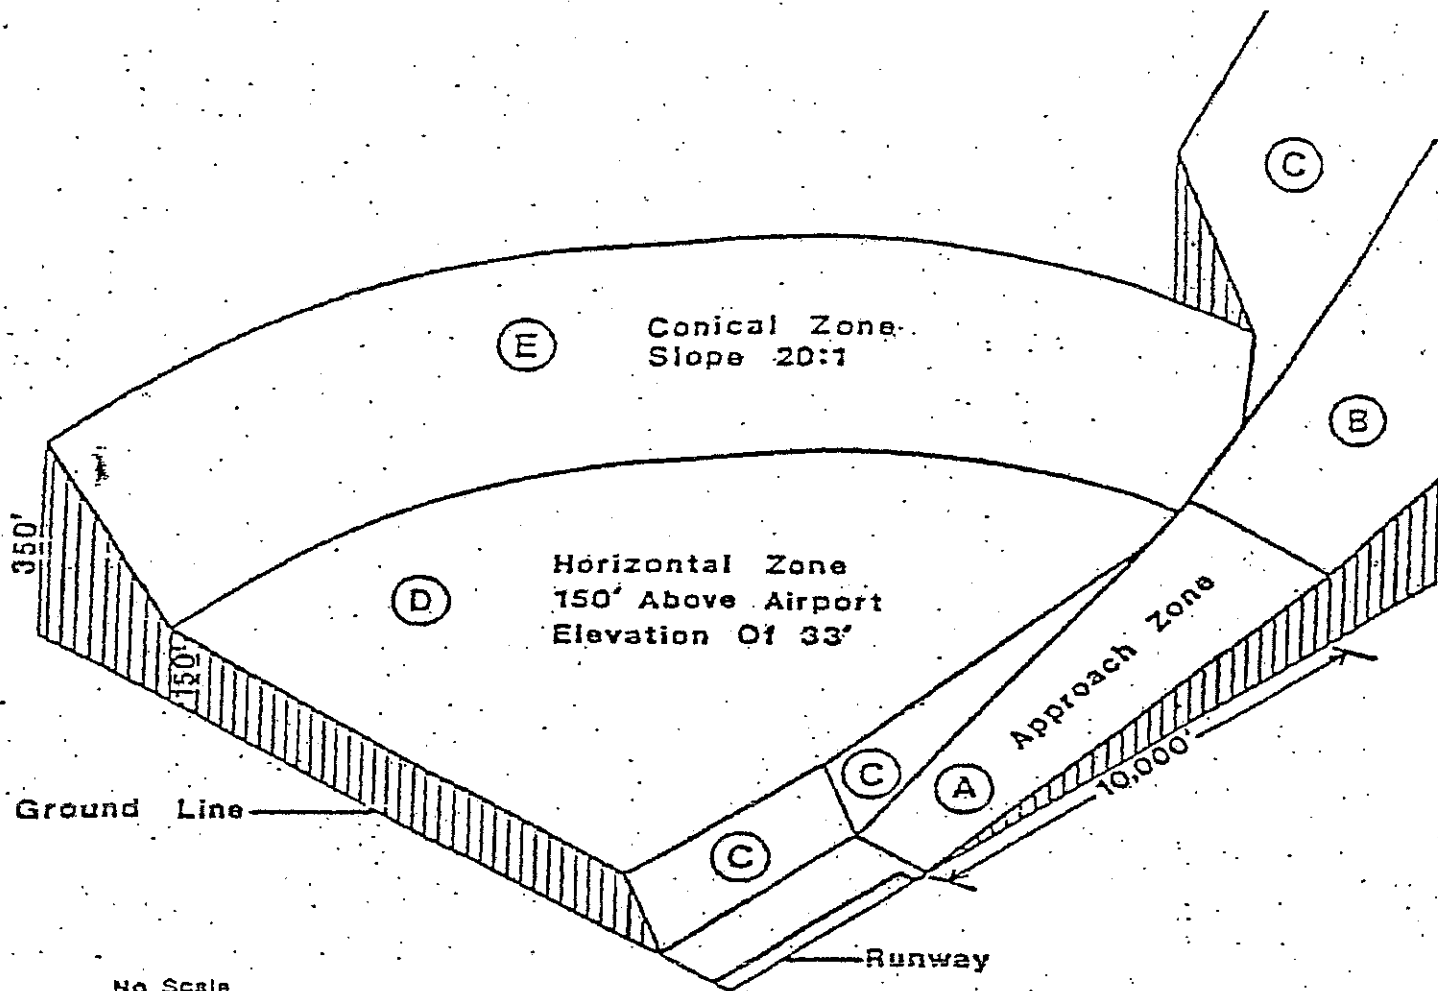 C
E
Conical Zone
Slope 20:1
B
350'
D
Horizontal Zone
150' Above Airport
Elevation Of 33'
150'
Approach Zone
C
A
10,000'
Ground Line
C
Runway
No Scale